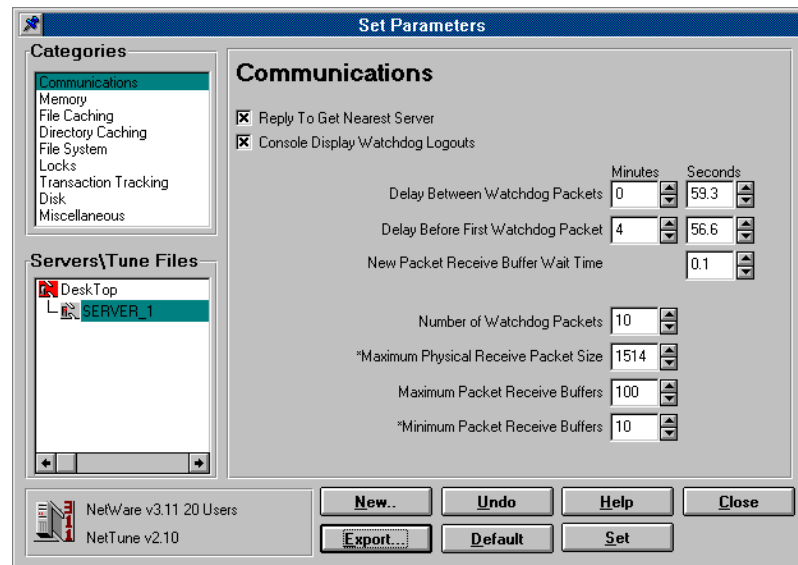 Set Parameters
Categories
Communications
Memory
File Caching
Directory Caching
File System
Locks
Transaction Tracking
Disk
Miscellaneous
Servers\Tune Files
DeskTop
SERVER_1
Communications
Reply To Get Nearest Server
Console Display Watchdog Logouts
Minutes Seconds
Delay Between Watchdog Packets 0 59.3
Delay Before First Watchdog Packet 4 56.6
New Packet Receive Buffer Wait Time 0.1
Number of Watchdog Packets 10
*Maximum Physical Receive Packet Size 1514
Maximum Packet Receive Buffers 100
*Minimum Packet Receive Buffers 10
311
NetWare v3.11 20 Users
NetTune v2.10
New.. Undo Help Close
Export... Default Set